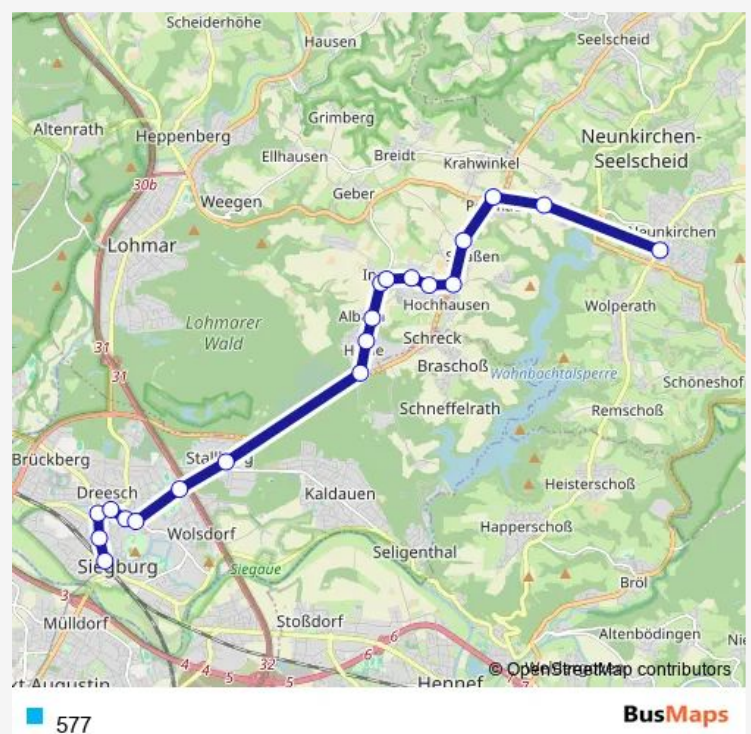 Scheiderhöhe
Hausen
Seelscheid
Grimberg
Altenrath
Heppenberg
Neunkirchen-
Seelscheid
Ellhausen
Breidt
Krahwinkel
30b
Geber
Weegen
Neunkirchen
Lohmar
Hochhausen
Wolperath
Lohmarer
Wald
Schreck
31
31
Braschoß
Wahnbachtalsperre
Schöneshof
Schneffelrath
Remschoß
Brückberg
Heisterschoß
Dreesch
Kaldauen
Happerschoß
Wolsdorf
Seligenthal
Siegburg
Siegaue
Bröl
3
Mülldorf
Stoßdorf
6
Altenbödingen
4
4
5
32
5
6
7
Hennef
© OpenStreetMap contributors
577
BusMaps